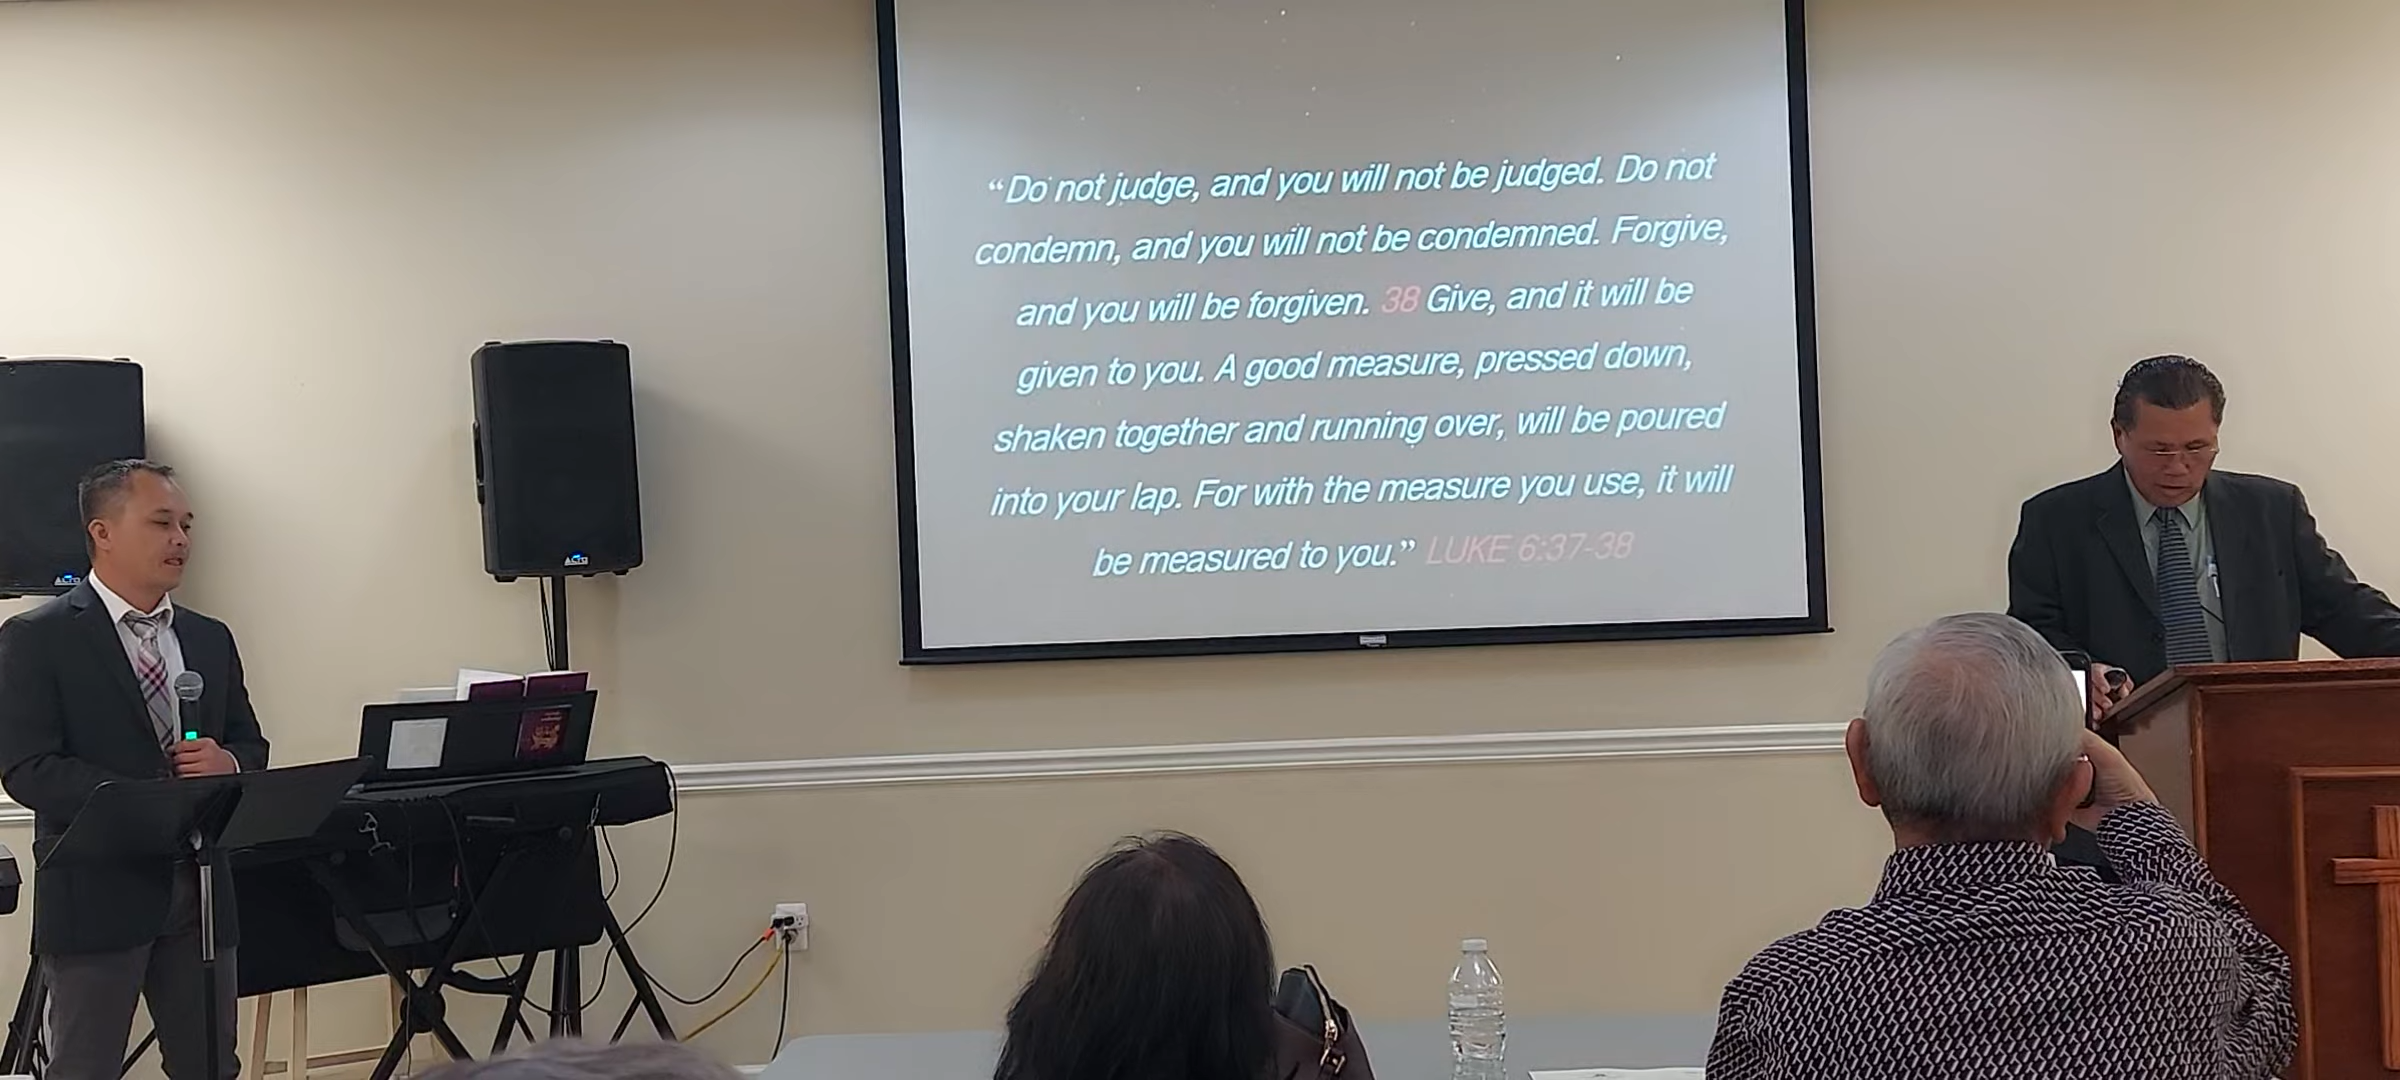 “Do not judge, and you will not be judged. Do not
condemn, and you will not be condemned. Forgive,
and you will be forgiven. 38 Give, and it will be
given to you. A good measure, pressed down,
shaken together and running over, will be poured
into your lap. For with the measure you use, it will
be measured to you.” LUKE 6:37-38